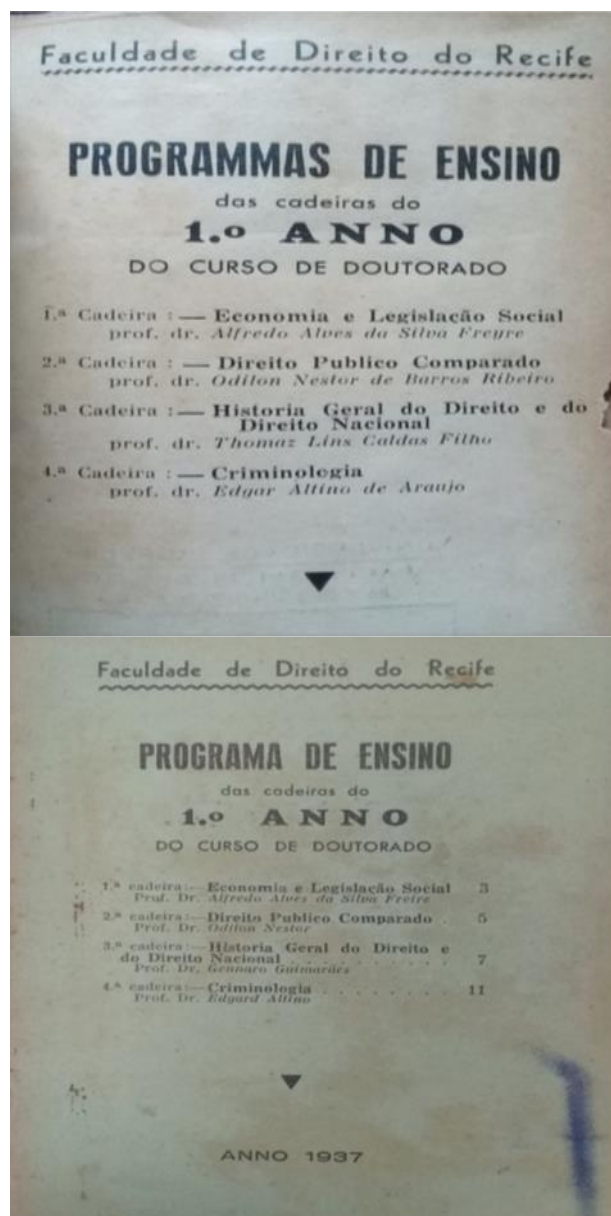 Faculdade de Direito do Recife
PROGRAMMAS DE ENSINO
das cadeiras do
1.º ANNO
DO CURSO DE DOUTORADO
1.ª Cadeira : — Economia e Legislação Social
prof. dr. Alfredo Alves da Silva Freyre
2.ª Cadeira : — Direito Publico Comparado
prof. dr. Odilon Nestor de Barros Ribeiro
3.ª Cadeira : — Historia Geral do Direito e do
Direito Nacional
prof. dr. Thomaz Lins Caldas Filho
4.ª Cadeira : — Criminologia
prof. dr. Edgar Altino de Araujo
Faculdade de Direito do Recife
PROGRAMA DE ENSINO
das cadeiras do
1.º ANNO
DO CURSO DE DOUTORADO
1.ª cadeira:—Economia e Legislação Social 3
Prof. Dr. Alfredo Alves da Silva Freire
2.ª cadeira:—Direito Publico Comparado . 5
Prof. Dr. Odilon Nestor
3.ª cadeira:—Historia Geral do Direito e
do Direito Nacional . . . . . . . . . . . 7
Prof. Dr. Gennaro Guimarães
4.ª cadeira:—Criminologia . . . . . . . . 11
Prof. Dr. Edgard Altino
ANNO 1937